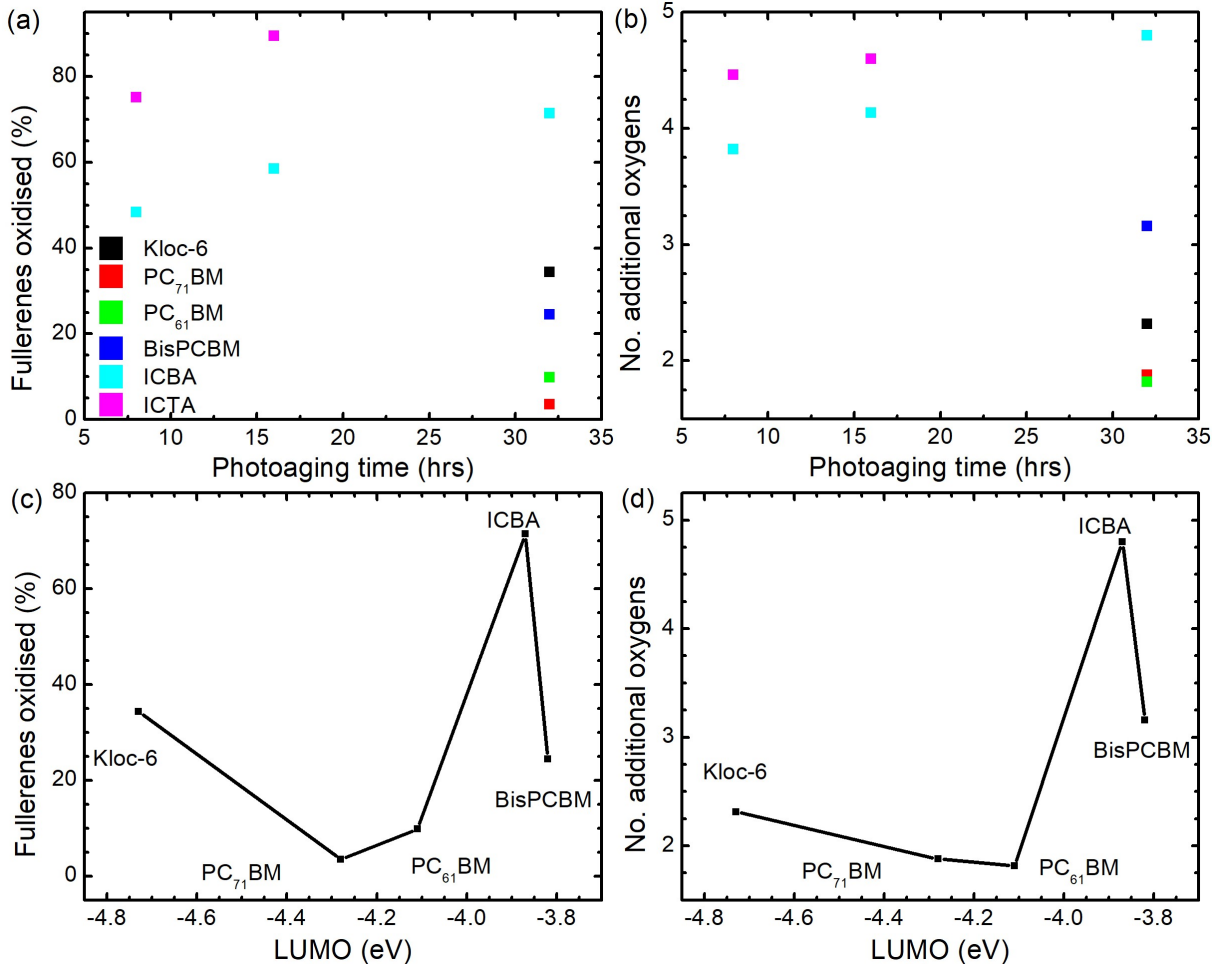 (a)
Fullerenes oxidised (%)
80
60
40
20
0
Kloc-6
PC₇₁BM
PC₆₁BM
BisPCBM
ICBA
ICTA
5 10 15 20 25 30 35
Photoaging time (hrs)
(b)
No. additional oxygens
5
4
3
2
5 10 15 20 25 30 35
Photoaging time (hrs)
(c)
Fullerenes oxidised (%)
80
60
40
20
0
ICBA
Kloc-6
BisPCBM
PC₇₁BM
PC₆₁BM
-4.8 -4.6 -4.4 -4.2 -4.0 -3.8
LUMO (eV)
(d)
No. additional oxygens
5
4
3
2
ICBA
BisPCBM
Kloc-6
PC₇₁BM
PC₆₁BM
-4.8 -4.6 -4.4 -4.2 -4.0 -3.8
LUMO (eV)